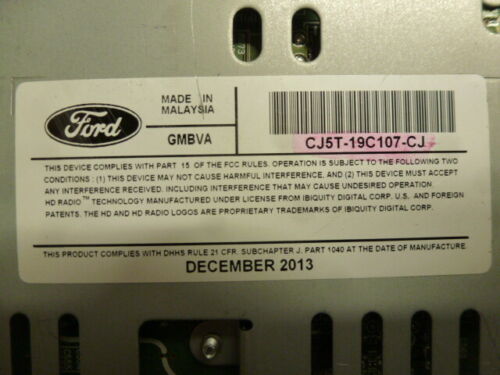 Ford
MADE IN
MALAYSIA
GMBVA
CJ5T-19C107-CJ
THIS DEVICE COMPLIES WITH PART 15 OF THE FCC RULES. OPERATION IS SUBJECT TO THE FOLLOWING TWO
CONDITIONS : (1) THIS DEVICE MAY NOT CAUSE HARMFUL INTERFERENCE, AND (2) THIS DEVICE MUST ACCEPT
ANY INTERFERENCE RECEIVED. INCLUDING INTERFERENCE THAT MAY CAUSE UNDESIRED OPERATION
HD RADIO™ TECHNOLOGY MANUFACTURED UNDER LICENSE FROM IBIQUITY DIGITAL CORP. U.S. AND FOREIGN
PATENTS. THE HD AND HD RADIO LOGOS ARE PROPRIETARY TRADEMARKS OF IBIQUITY DIGITAL CORP.
THIS PRODUCT COMPLIES WITH DHHS RULE 21 CFR. SUBCHAPTER J. PART 1040 AT THE DATE OF MANUFACTURE
DECEMBER 2013